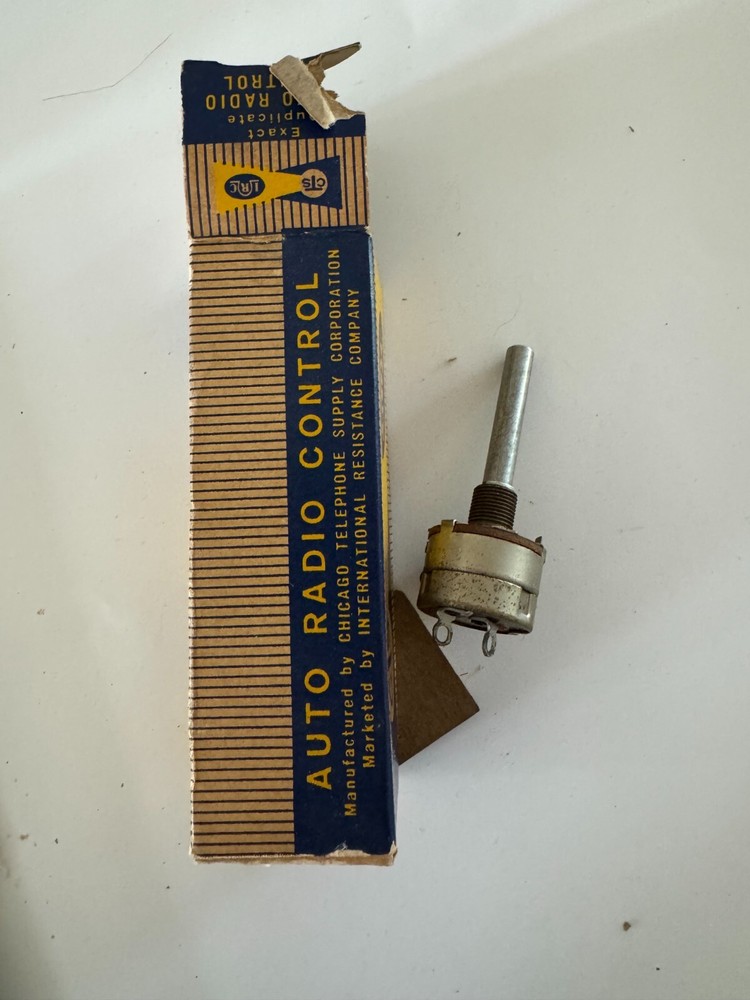 Exact
uplicate
O RADIO
TROL
IRC
cts
AUTO RADIO CONTROL
Manufactured by CHICAGO TELEPHONE SUPPLY CORPORATION
Marketed by INTERNATIONAL RESISTANCE COMPANY